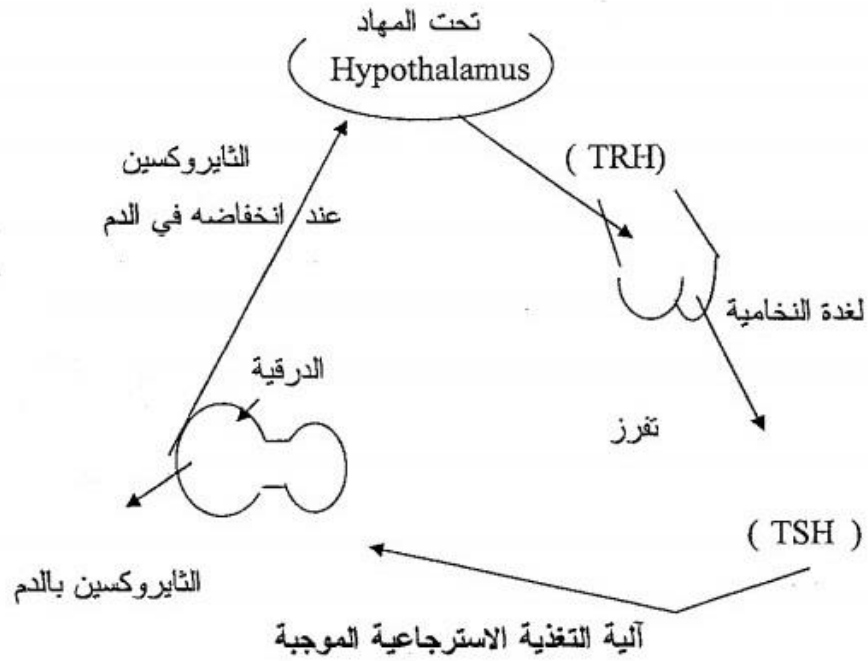 تحت المهاد
Hypothalamus
( TRH)
الثايروكسين
عند انخفاضه في الدم
لغدة النخامية
الدرقية
تفرز
( TSH )
الثايروكسين بالدم
آلية التغذية الاسترجاعية الموجبة